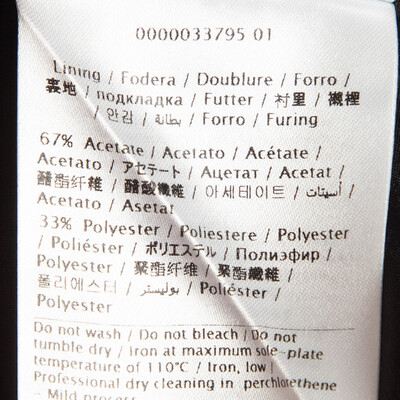 0000033795 01
Lining / Fodera / Doublure / Forro /
裏地 / подкладка / Futter / 村里 / 襯裡
/ 안감 / بطانة / Forro / Furing
67% Acetate / Acetato / Acétate /
Acetato / アセテート / Ацетат / Acetat /
醋酯纖維 / 醋酸纖維 / 아세테이트 / أسيتات /
Acetato / Asetat
33% Polyester / Poliestere / Polyester
/ Poliéster / ポリエステル / Полиэфир /
Polyester / 聚酯纤维 / 聚酯纖維 /
폴리에스터 / بوليستر / Poliéster /
Polyester
Do not wash / Do not bleach / Do not
tumble dry / Iron at maximum sole-plate
temperature of 110°C / Iron, low
Professional dry cleaning in perchlorethene
- Mild process